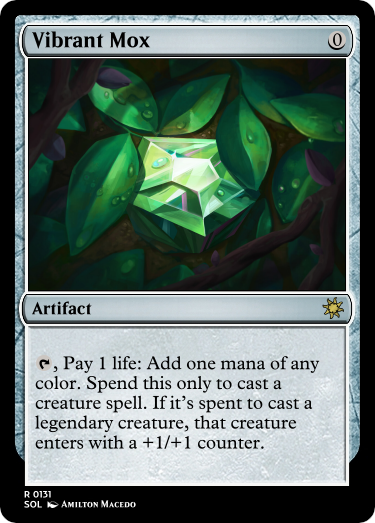 Vibrant Mox 0
Artifact
, Pay 1 life: Add one mana of any
color. Spend this only to cast a
creature spell. If it's spent to cast a
legendary creature, that creature
enters with a +1/+1 counter.
R 0131
SOL Amilton Macedo